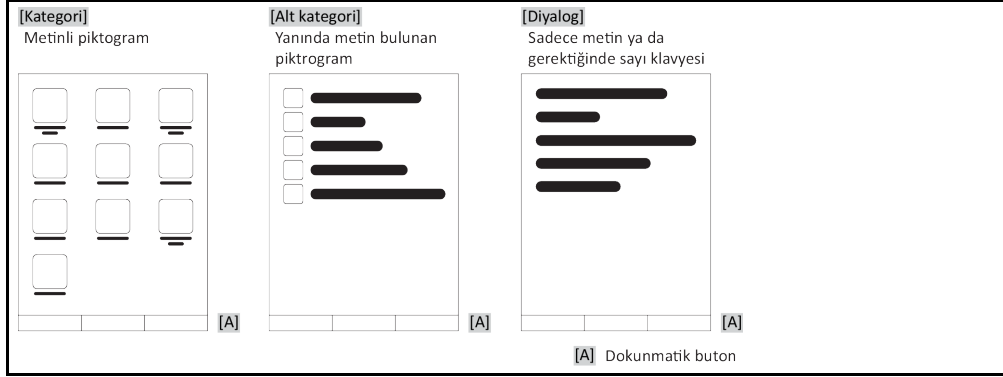 [Kategori]
Metinli piktogram
[Alt kategori]
Yanında metin bulunan
piktrogram
[Diyalog]
Sadece metin ya da
gerektiğinde sayı klavyesi
[A]
[A]
[A]
[A] Dokunmatik buton